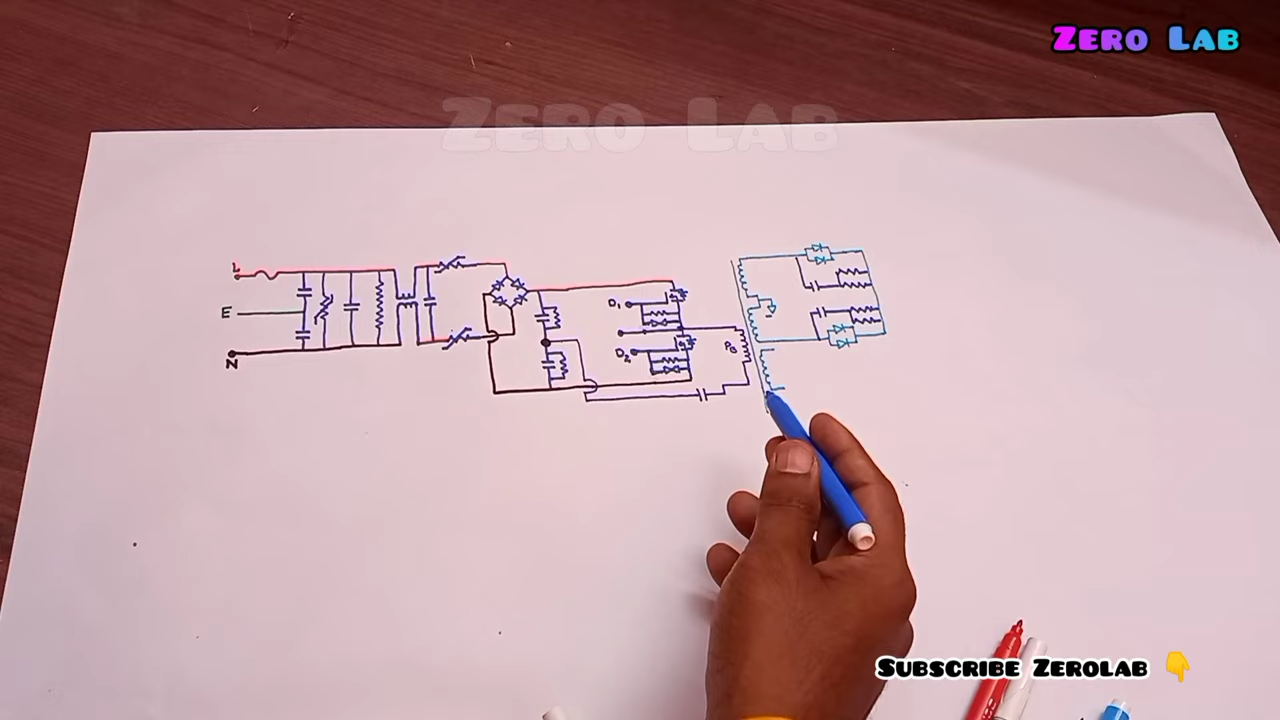 Zero Lab
Zero Lab
L
E
N
D1
D2
Subscribe Zerolab 👇